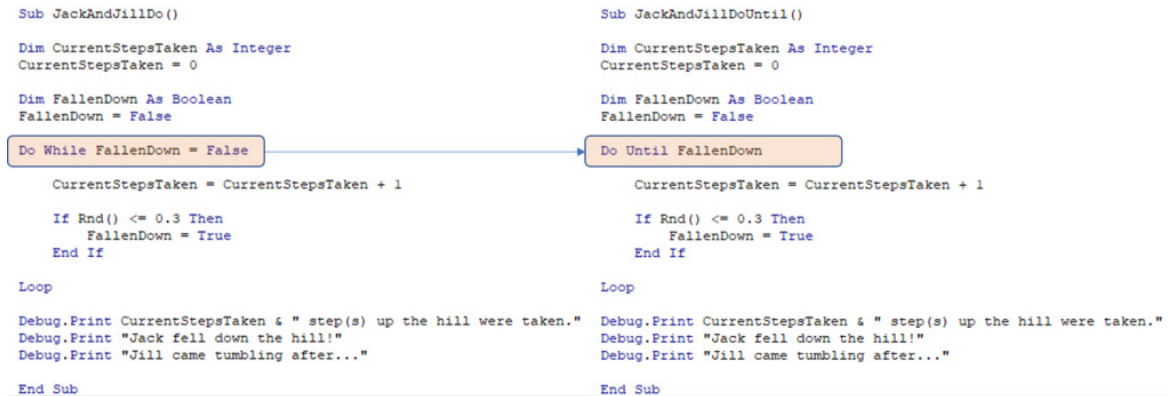 Sub JackAndJillDo()
Dim CurrentStepsTaken As Integer
CurrentStepsTaken = 0
Dim FallenDown As Boolean
FallenDown = False
Do While FallenDown = False
CurrentStepsTaken = CurrentStepsTaken + 1
If Rnd() <= 0.3 Then
FallenDown = True
End If
Loop
Debug.Print CurrentStepsTaken & " step(s) up the hill were taken."
Debug.Print "Jack fell down the hill!"
Debug.Print "Jill came tumbling after..."
End Sub
Sub JackAndJillDoUntil()
Dim CurrentStepsTaken As Integer
CurrentStepsTaken = 0
Dim FallenDown As Boolean
FallenDown = False
Do Until FallenDown
CurrentStepsTaken = CurrentStepsTaken + 1
If Rnd() <= 0.3 Then
FallenDown = True
End If
Loop
Debug.Print CurrentStepsTaken & " step(s) up the hill were taken."
Debug.Print "Jack fell down the hill!"
Debug.Print "Jill came tumbling after..."
End Sub